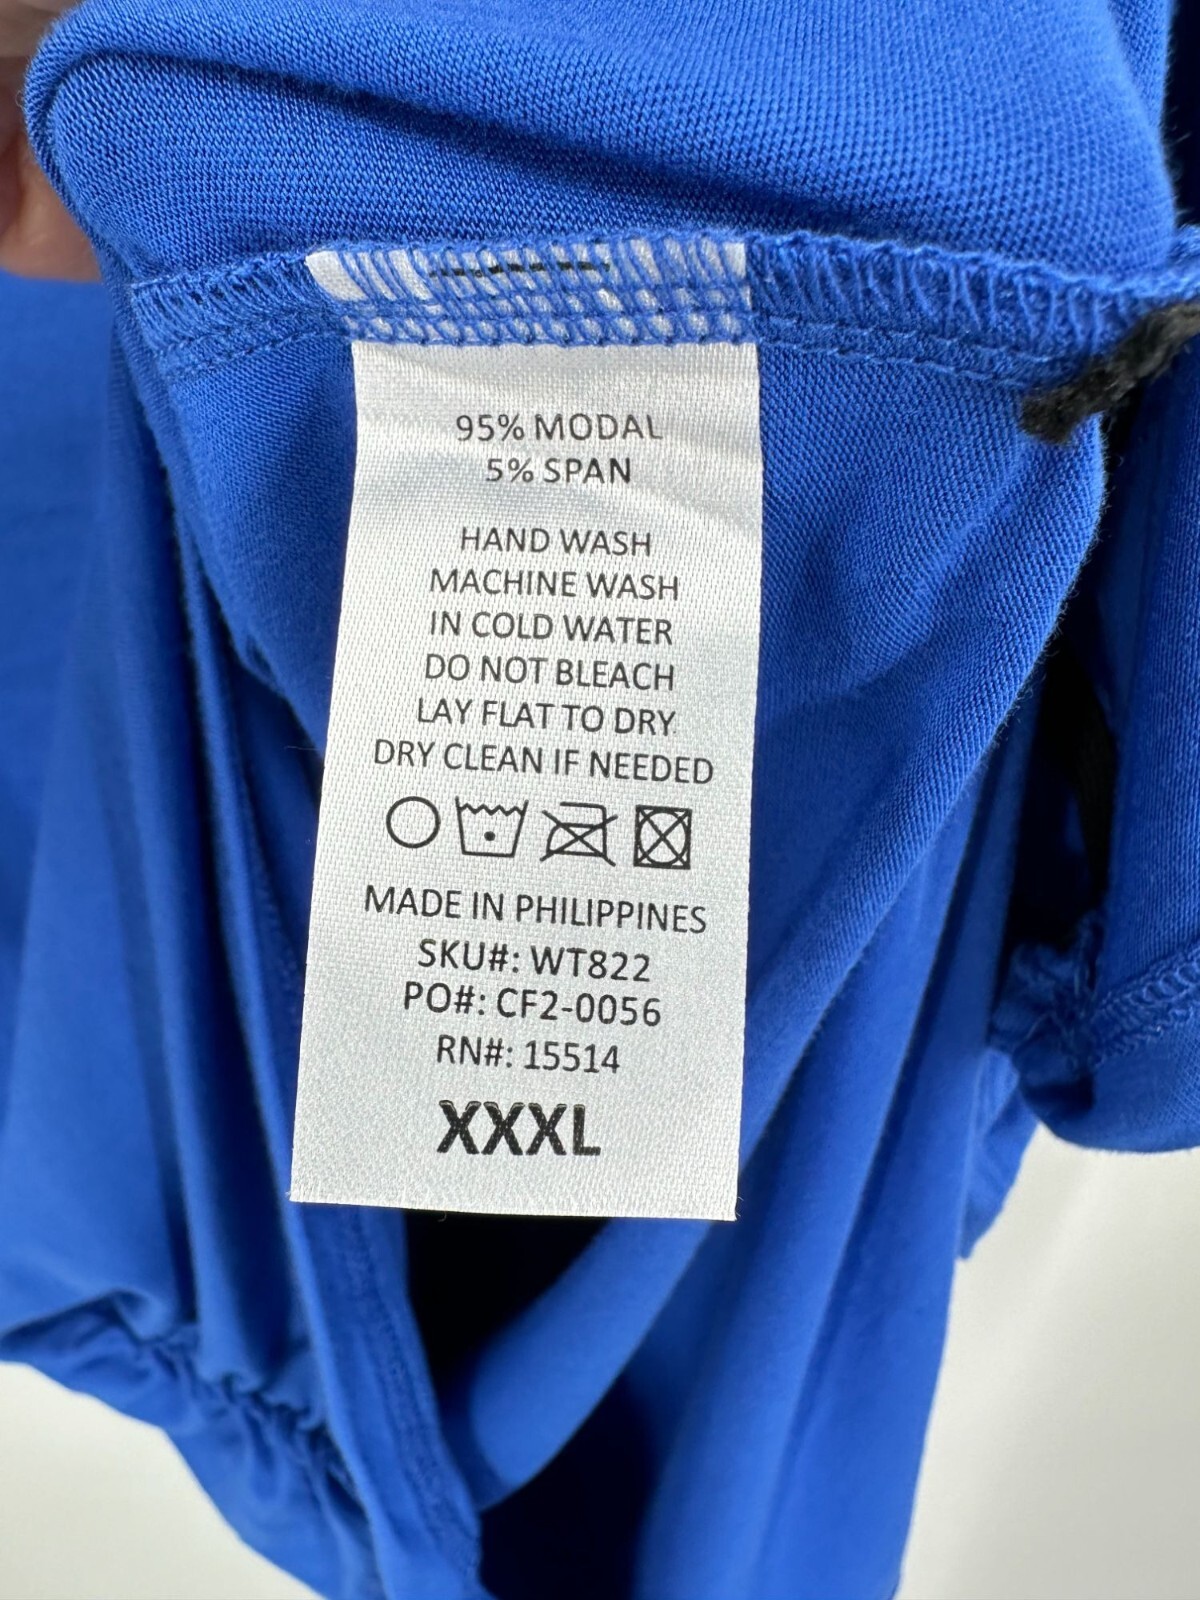 95% MODAL
5% SPAN
HAND WASH
MACHINE WASH
IN COLD WATER
DO NOT BLEACH
LAY FLAT TO DRY
DRY CLEAN IF NEEDED
MADE IN PHILIPPINES
SKU#: WT822
PO#: CF2-0056
RN#: 15514
XXXL